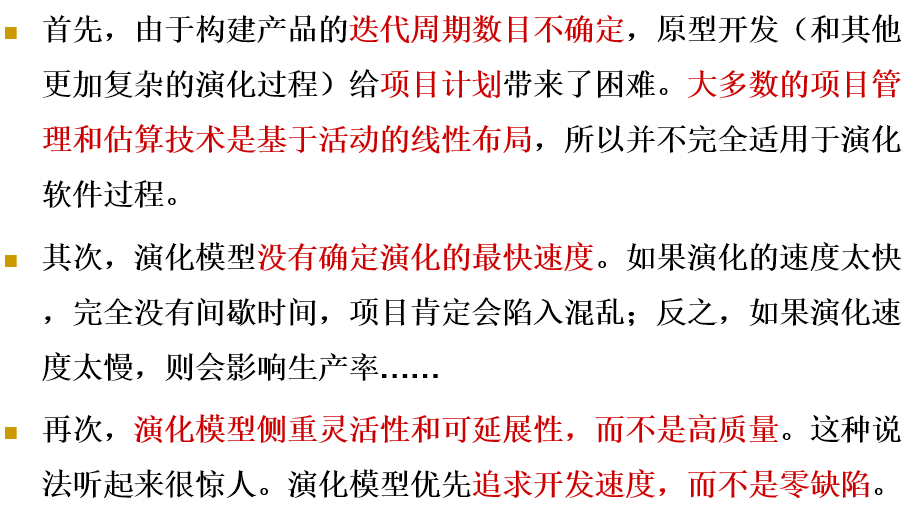 首先，由于构建产品的迭代周期数目不确定，原型开发（和其他
更加复杂的演化过程）给项目计划带来了困难。大多数的项目管
理和估算技术是基于活动的线性布局，所以并不完全适用于演化
软件过程。
其次，演化模型没有确定演化的最快速度。如果演化的速度太快
，完全没有间歇时间，项目肯定会陷入混乱；反之，如果演化速
度太慢，则会影响生产率……
再次，演化模型侧重灵活性和可延展性，而不是高质量。这种说
法听起来很惊人。演化模型优先追求开发速度，而不是零缺陷。